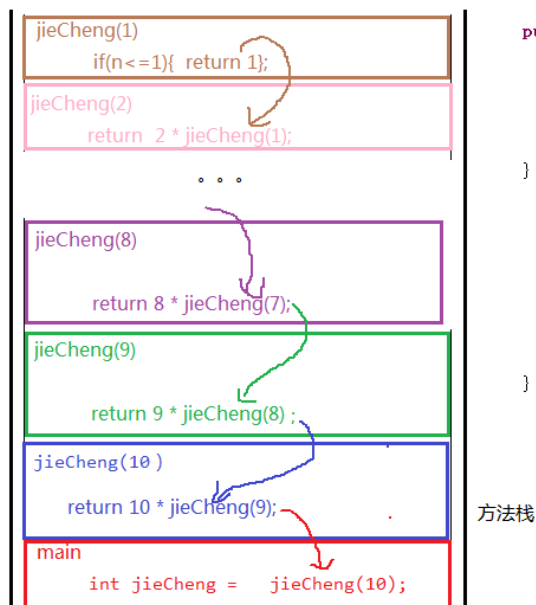 jieCheng(1)
if(n<=1){ return 1};
jieCheng(2)
return 2 * jieCheng(1);
。。。
jieCheng(8)
return 8 * jieCheng(7);
jieCheng(9)
return 9 * jieCheng(8) ;
jieCheng(10)
return 10 * jieCheng(9);
main
int jieCheng = jieCheng(10);
}
}
方法栈